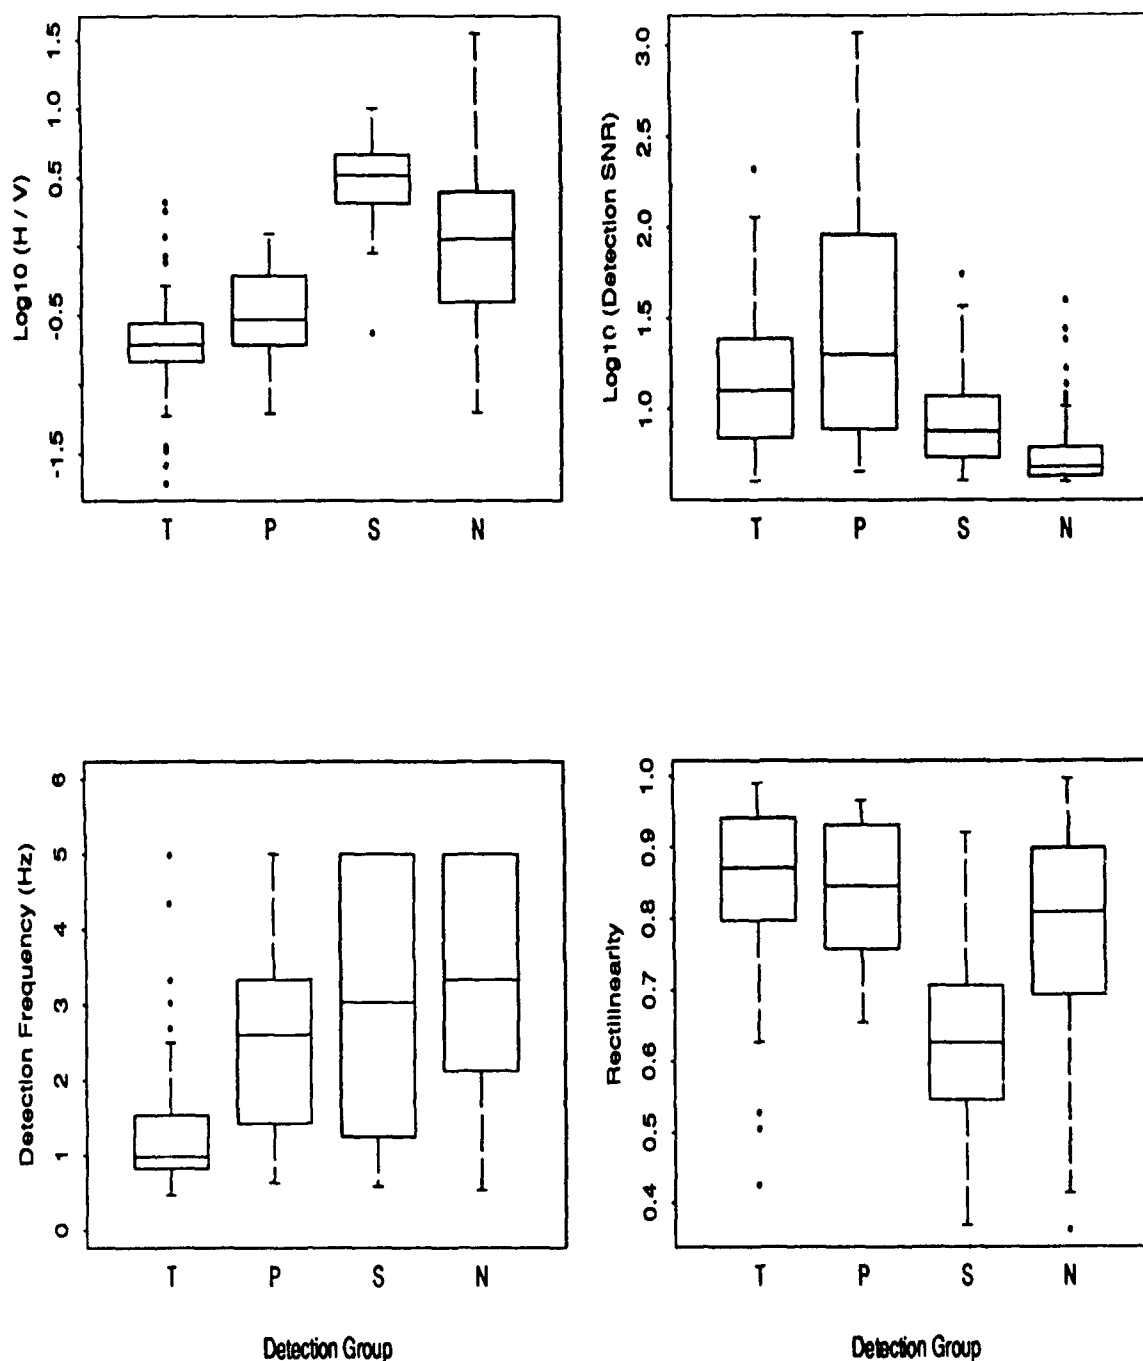 Log10 (H / V)
1.5
1.0
0.5
-0.5
-1.5
T P S N
Log10 (Detection SNR)
3.0
2.5
2.0
1.5
1.0
T P S N
Detection Frequency (Hz)
6
5
4
3
2
1
0
T P S N
Detection Group
Rectilinearity
1.0
0.9
0.8
0.7
0.6
0.5
0.4
T P S N
Detection Group